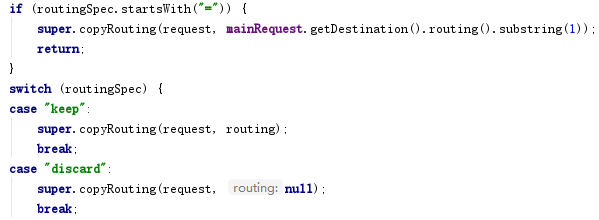 if (routingSpec.startsWith("=")) {
    super.copyRouting(request, mainRequest.getDestination().routing().substring(1));
    return;
}
switch (routingSpec) {
case "keep":
    super.copyRouting(request, routing);
    break;
case "discard":
    super.copyRouting(request, routing: null);
    break;